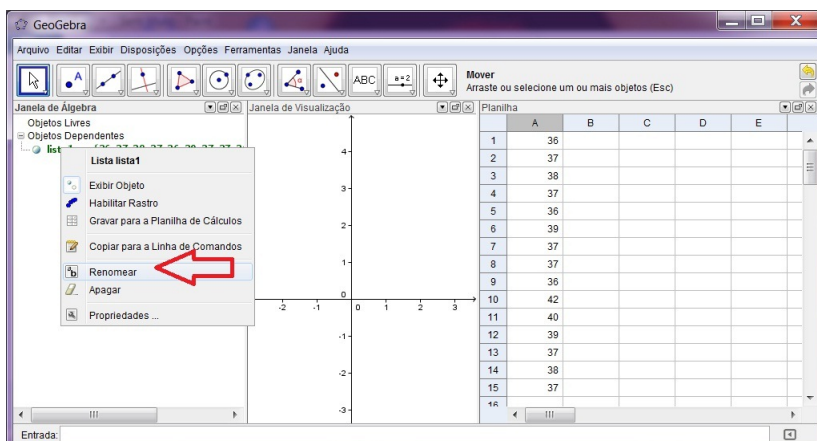 GeoGebra
Arquivo Editar Exibir Disposições Opções Ferramentas Janela Ajuda
A
ABC
a=2
Mover
Arraste ou selecione um ou mais objetos (Esc)
Janela de Álgebra
Janela de Visualização
Planilha
Objetos Livres
Objetos Dependentes
Lista lista1
Exibir Objeto
Habilitar Rastro
Gravar para a Planilha de Cálculos
Copiar para a Linha de Comandos
ab Renomear
Apagar
Propriedades ...
4
3
2
1
0
-2 -1 0 1 2 3
-1
-2
-3
A B C D E
1 36
2 37
3 38
4 37
5 36
6 39
7 37
8 37
9 36
10 42
11 40
12 39
13 37
14 38
15 37
16
Entrada: